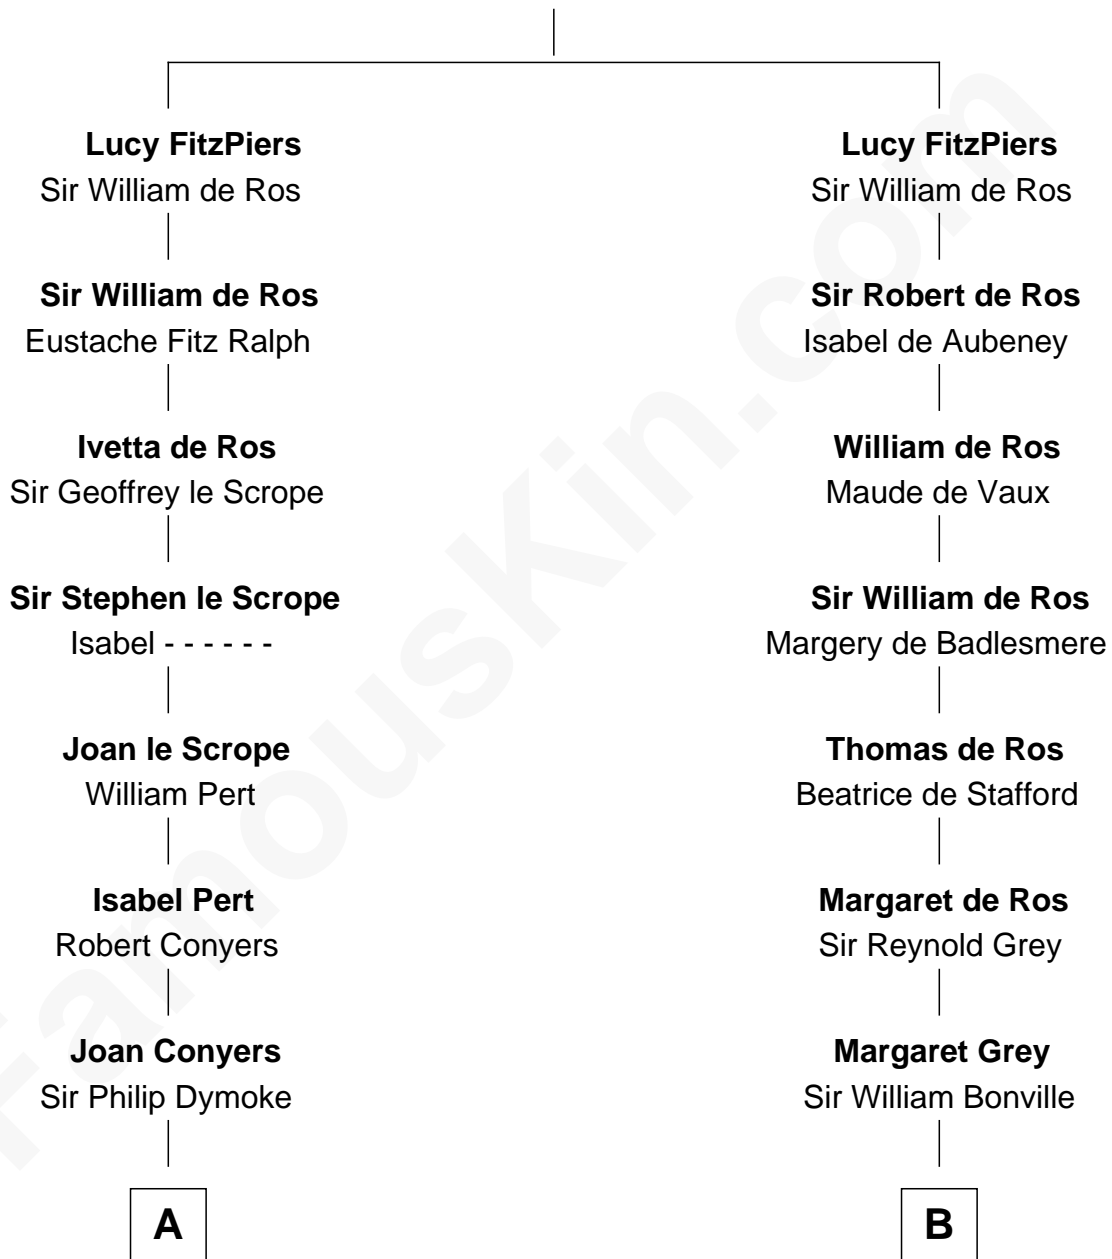 Lucy FitzPiers
Sir William de Ros
Sir William de Ros
Eustache Fitz Ralph
Ivetta de Ros
Sir Geoffrey le Scrope
Sir Stephen le Scrope
Isabel - - - - - -
Joan le Scrope
William Pert
Isabel Pert
Robert Conyers
Joan Conyers
Sir Philip Dymoke
A
Lucy FitzPiers
Sir William de Ros
Sir Robert de Ros
Isabel de Aubeney
William de Ros
Maude de Vaux
Sir William de Ros
Margery de Badlesmere
Thomas de Ros
Beatrice de Stafford
Margaret de Ros
Sir Reynold Grey
Margaret Grey
Sir William Bonville
B
FamousKin.com